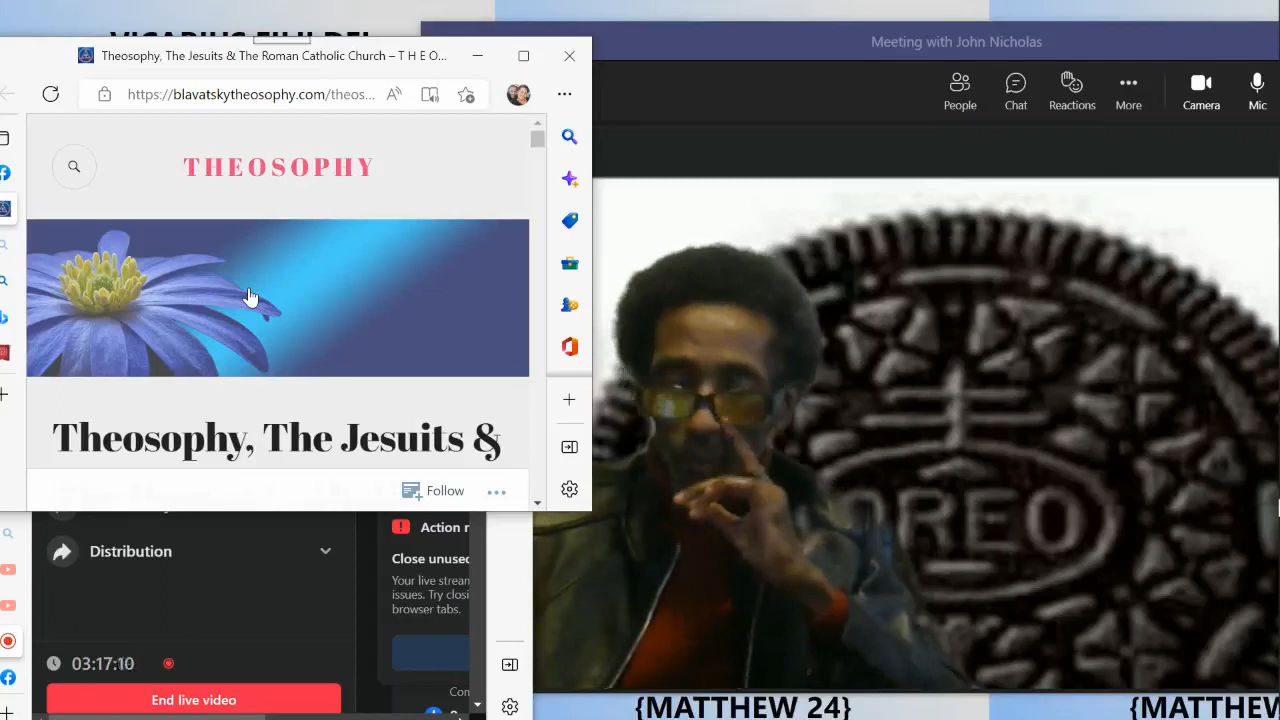 Meeting with John Nicholas
Theosophy, The Jesuits & The Roman Catholic Church – T H E O...
https://blavatskytheosophy.com/theos...
People
Chat
Reactions
More
Camera
Mic
THEOSOPHY
Theosophy, The Jesuits &
Follow
OREO
Distribution
Close unused
Your live stream
issues. Try closi
browser tabs.
03:17:10
End live video
{MATTHEW 24}
{MATTHEW